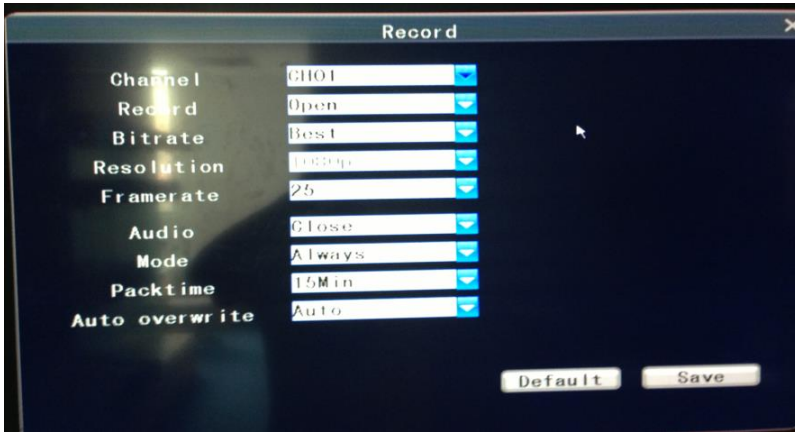 Record
Channel CH01
Record Open
Bitrate Best
Resolution 1080p
Framerate 25
Audio Close
Mode Always
Packtime 15Min
Auto overwrite Auto
Default Save